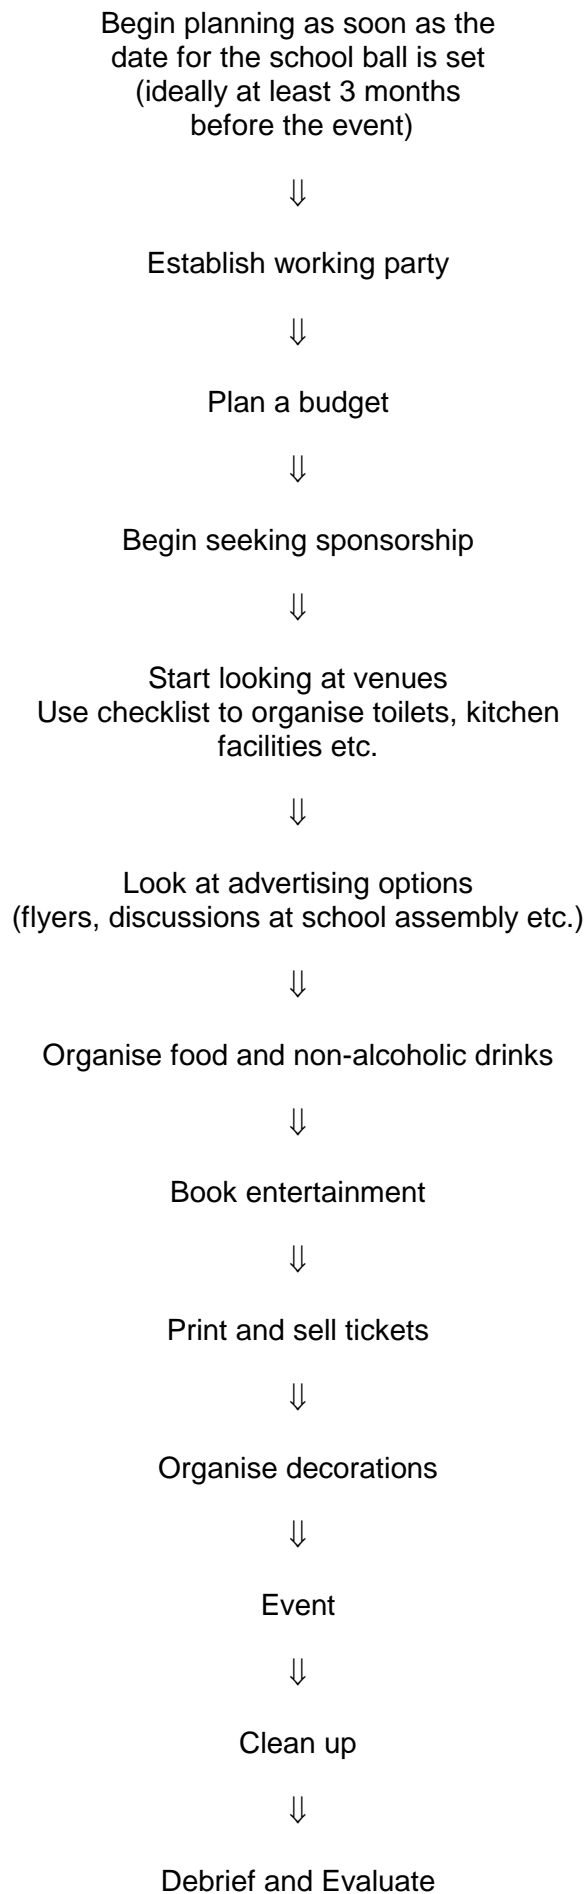 Begin planning as soon as the
date for the school ball is set
(ideally at least 3 months
before the event)
⇓
Establish working party
⇓
Plan a budget
⇓
Begin seeking sponsorship
⇓
Start looking at venues
Use checklist to organise toilets, kitchen
facilities etc.
⇓
Look at advertising options
(flyers, discussions at school assembly etc.)
⇓
Organise food and non-alcoholic drinks
⇓
Book entertainment
⇓
Print and sell tickets
⇓
Organise decorations
⇓
Event
⇓
Clean up
⇓
Debrief and Evaluate